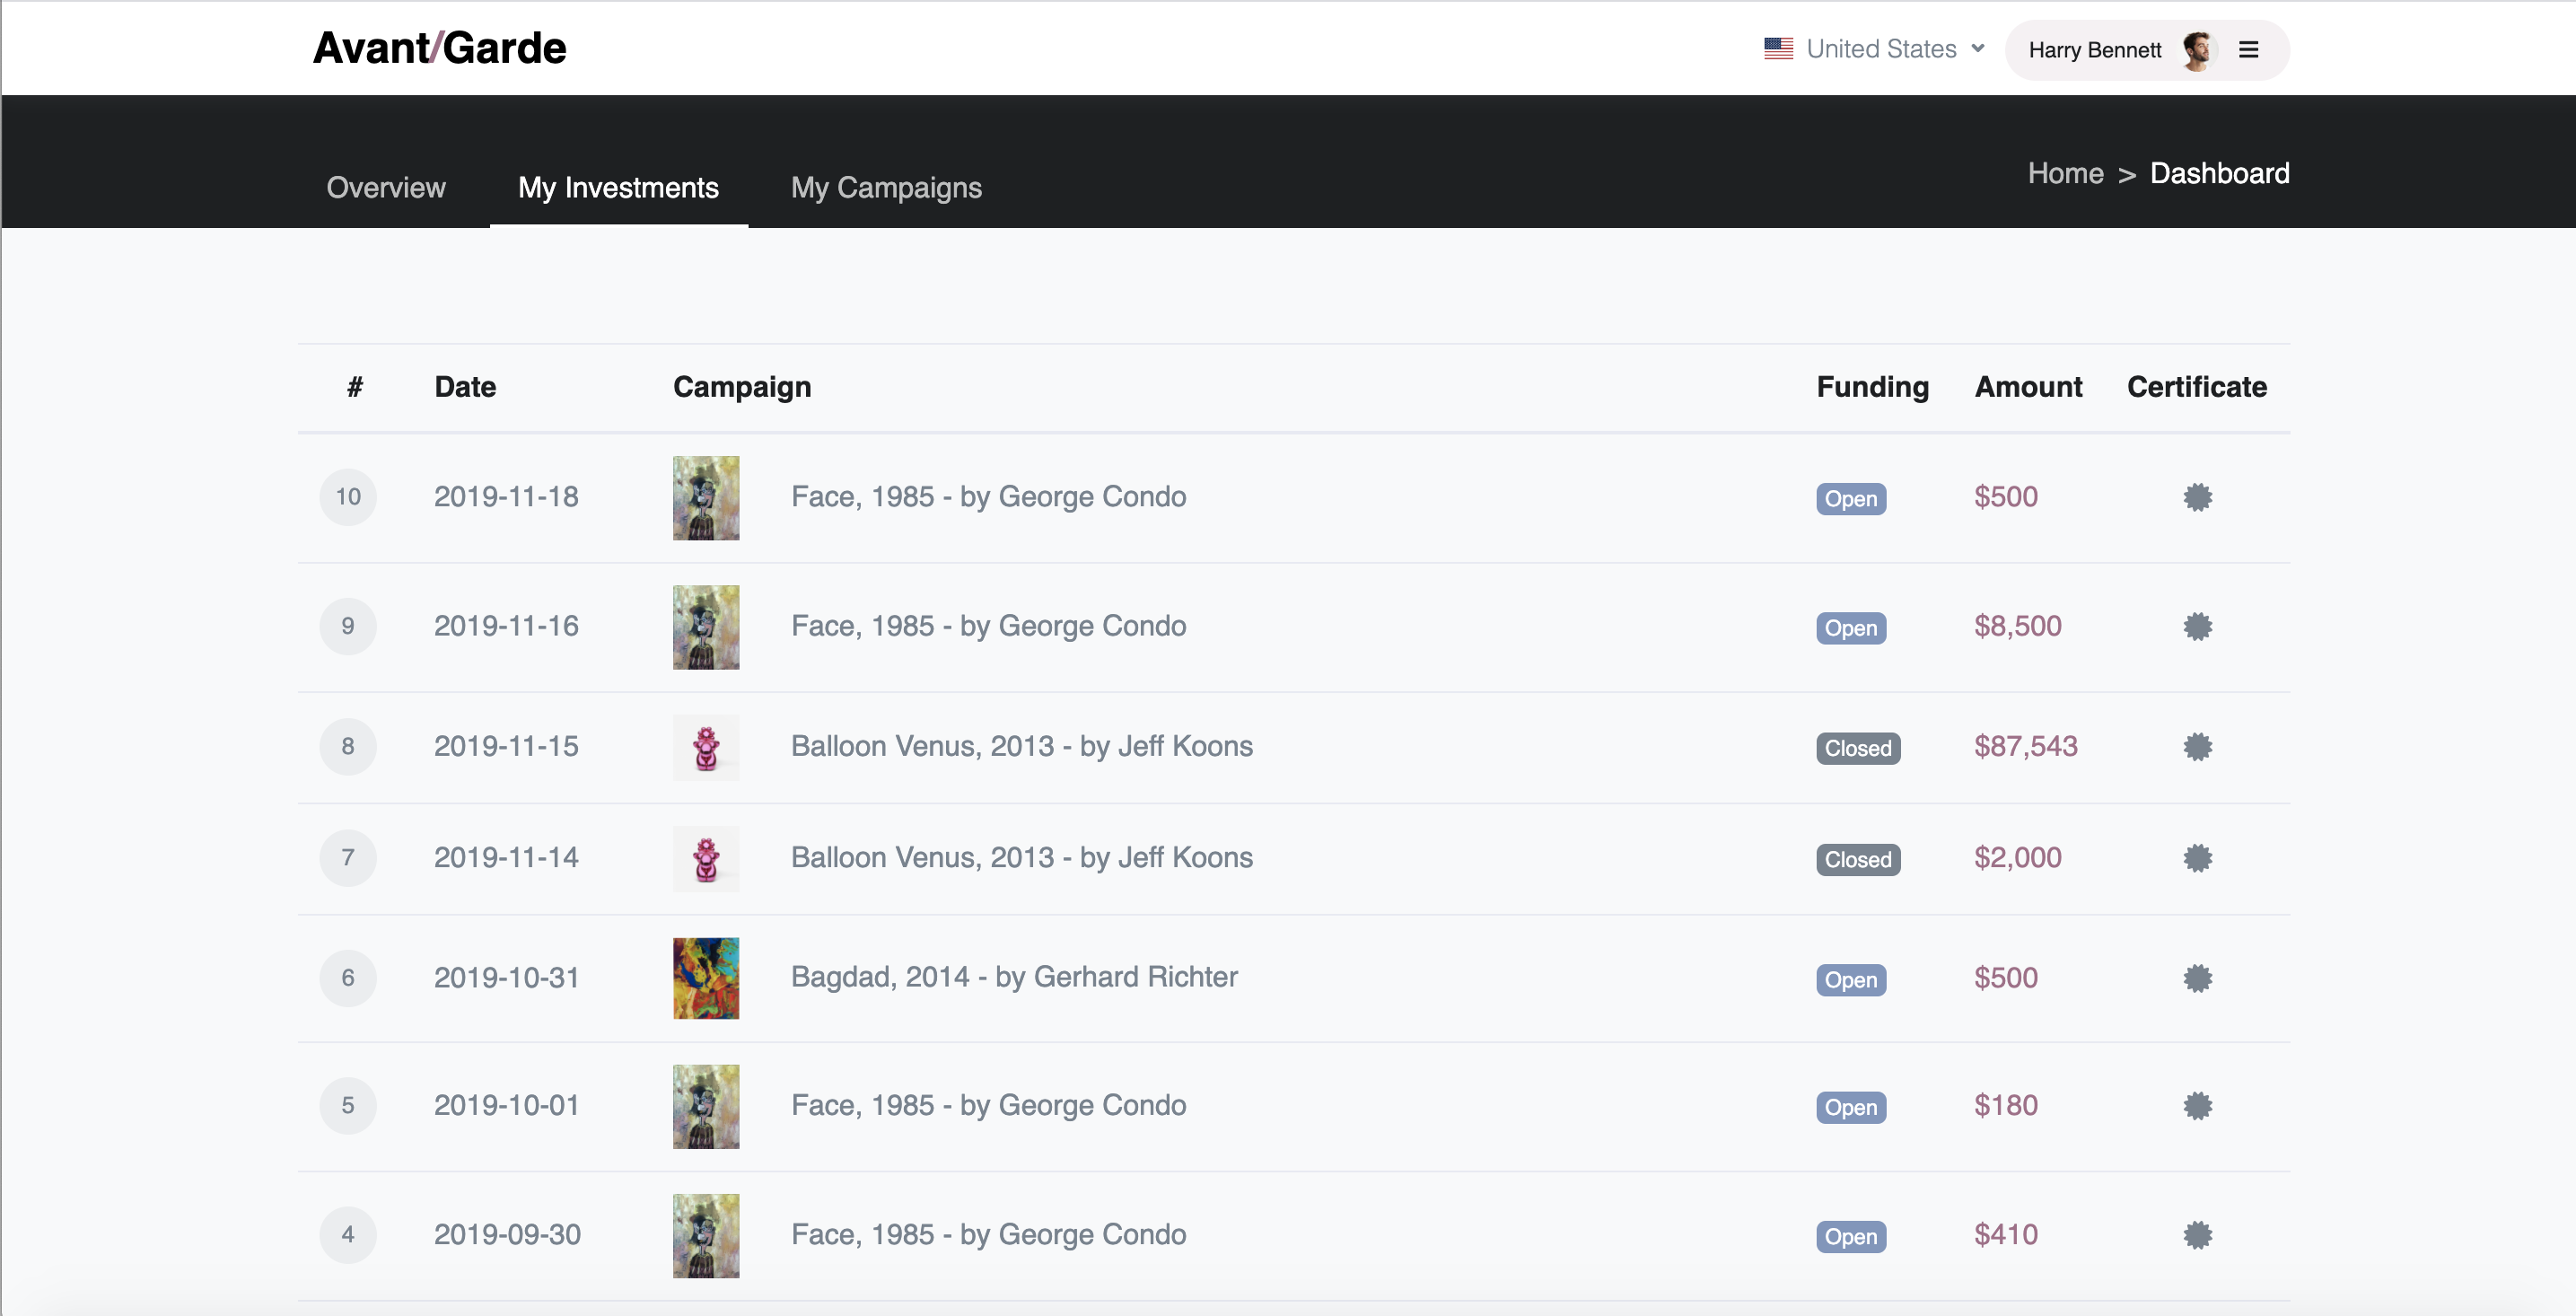 Avant/Garde
United States
Harry Bennett
Overview
My Investments
My Campaigns
Home > Dashboard
# Date Campaign Funding Amount Certificate
10 2019-11-18 Face, 1985 - by George Condo Open $500
9 2019-11-16 Face, 1985 - by George Condo Open $8,500
8 2019-11-15 Balloon Venus, 2013 - by Jeff Koons Closed $87,543
7 2019-11-14 Balloon Venus, 2013 - by Jeff Koons Closed $2,000
6 2019-10-31 Bagdad, 2014 - by Gerhard Richter Open $500
5 2019-10-01 Face, 1985 - by George Condo Open $180
4 2019-09-30 Face, 1985 - by George Condo Open $410